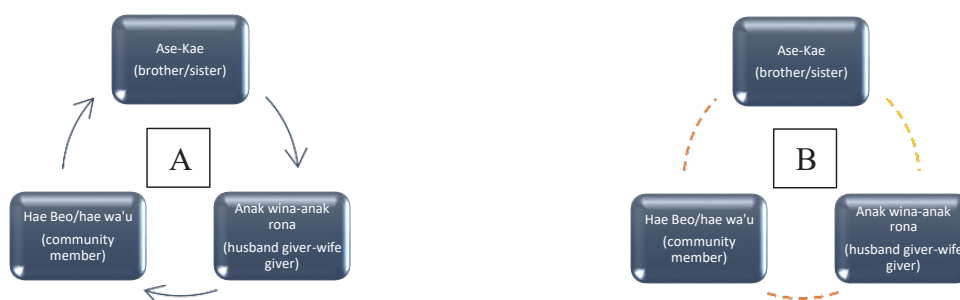 Ase-Kae
(brother/sister)
A
Hae Beo/hae wa'u
(community
member)
Anak wina-anak
rona
(husband giver-wife
giver)
Ase-Kae
(brother/sister)
B
Hae Beo/hae wa'u
(community
member)
Anak wina-anak
rona
(husband giver-wife
giver)